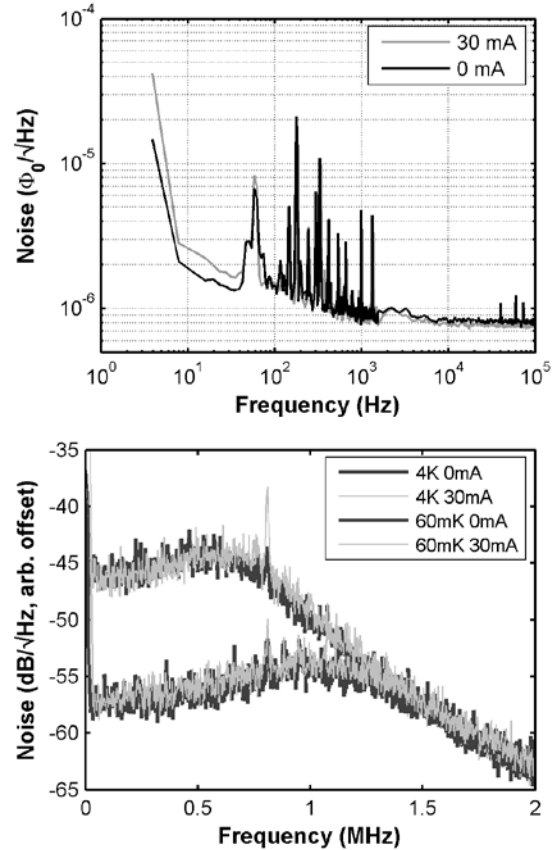 10^-4
30 mA
0 mA
10^-5
10^-6
Noise (Φ₀/√Hz)
10^0 10^1 10^2 10^3 10^4 10^5
Frequency (Hz)
-35
4K 0mA
4K 30mA
60mK 0mA
60mK 30mA
-40
-45
-50
-55
-60
-65
Noise (dB/√Hz, arb. offset)
0 0.5 1 1.5 2
Frequency (MHz)